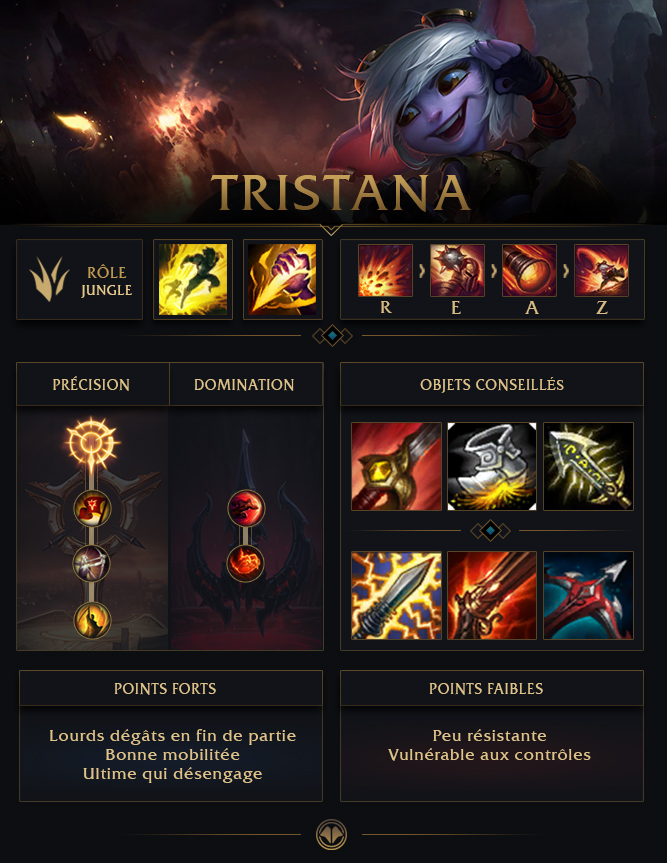 TRISTANA
RÔLE
JUNGLE
R
E
A
Z
PRÉCISION
DOMINATION
OBJETS CONSEILLÉS
POINTS FORTS
Lourds dégâts en fin de partie
Bonne mobilitée
Ultime qui désengage
POINTS FAIBLES
Peu résistante
Vulnérable aux contrôles